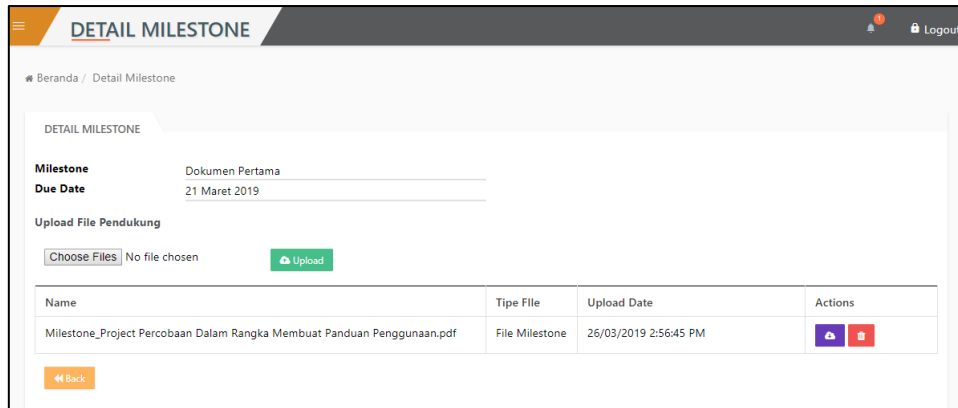 DETAIL MILESTONE
1
Logout
Beranda / Detail Milestone
DETAIL MILESTONE
Milestone Dokumen Pertama
Due Date 21 Maret 2019
Upload File Pendukung
Choose Files No file chosen Upload
Name Tipe FIle Upload Date Actions
Milestone_Project Percobaan Dalam Rangka Membuat Panduan Penggunaan.pdf File Milestone 26/03/2019 2:56:45 PM
Back